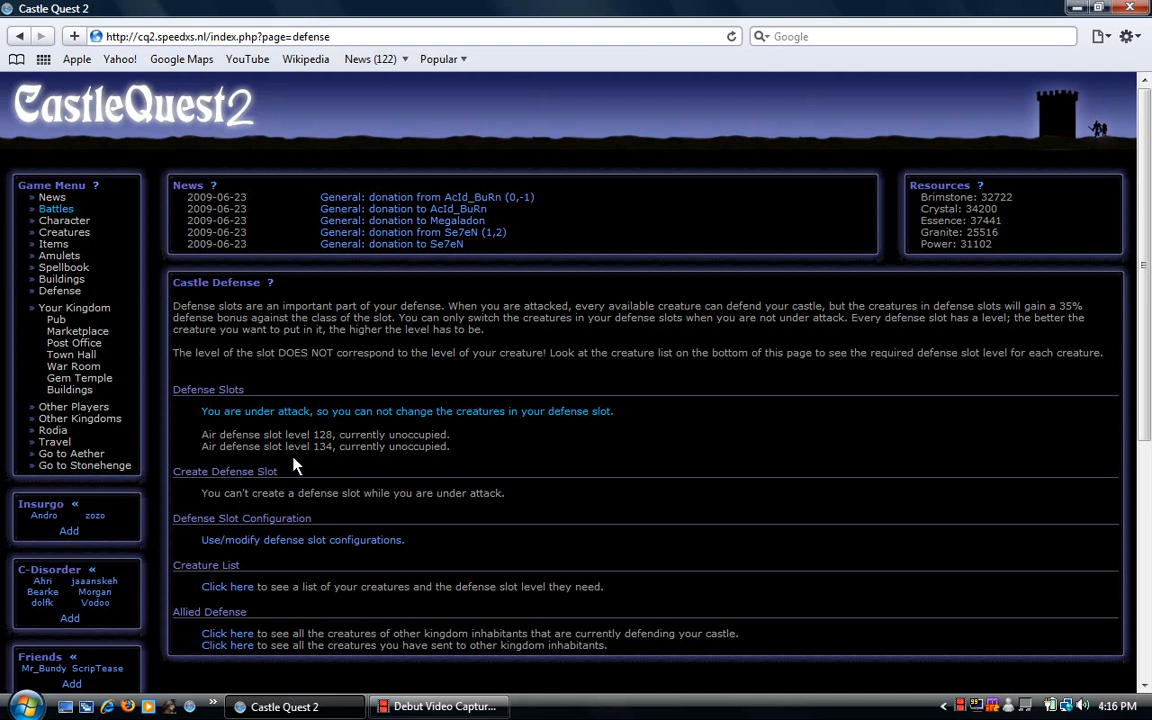 Castle Quest 2
http://cq2.speedxs.nl/index.php?page=defense
Google
Apple Yahoo! Google Maps YouTube Wikipedia News (122) Popular
CastleQuest2
Game Menu ?
» News
» Battles
» Character
» Creatures
» Items
» Amulets
» Spellbook
» Buildings
» Defense
» Your Kingdom
Pub
Marketplace
Post Office
Town Hall
War Room
Gem Temple
Buildings
» Other Players
» Other Kingdoms
» Rodia
» Travel
» Go to Aether
» Go to Stonehenge
Insurgo «
Andro zozo
Add
C-Disorder «
Ahri jaaanskeh
Bearke Morgan
dolfk Vodoo
Add
Friends «
Mr_Bundy ScripTease
Add
News ?
2009-06-23 General: donation from AcId_BuRn (0,-1)
2009-06-23 General: donation to AcId_BuRn
2009-06-23 General: donation to Megaladon
2009-06-23 General: donation from Se7eN (1,2)
2009-06-23 General: donation to Se7eN
Resources ?
Brimstone: 32722
Crystal: 34200
Essence: 37441
Granite: 25516
Power: 31102
Castle Defense ?
Defense slots are an important part of your defense. When you are attacked, every available creature can defend your castle, but the creatures in defense slots will gain a 35%
defense bonus against the class of the slot. You can only switch the creatures in your defense slots when you are not under attack. Every defense slot has a level; the better the
creature you want to put in it, the higher the level has to be.
The level of the slot DOES NOT correspond to the level of your creature! Look at the creature list on the bottom of this page to see the required defense slot level for each creature.
Defense Slots
You are under attack, so you can not change the creatures in your defense slot.
Air defense slot level 128, currently unoccupied.
Air defense slot level 134, currently unoccupied.
Create Defense Slot
You can't create a defense slot while you are under attack.
Defense Slot Configuration
Use/modify defense slot configurations.
Creature List
Click here to see a list of your creatures and the defense slot level they need.
Allied Defense
Click here to see all the creatures of other kingdom inhabitants that are currently defending your castle.
Click here to see all the creatures you have sent to other kingdom inhabitants.
Castle Quest 2
Debut Video Captur...
4:16 PM